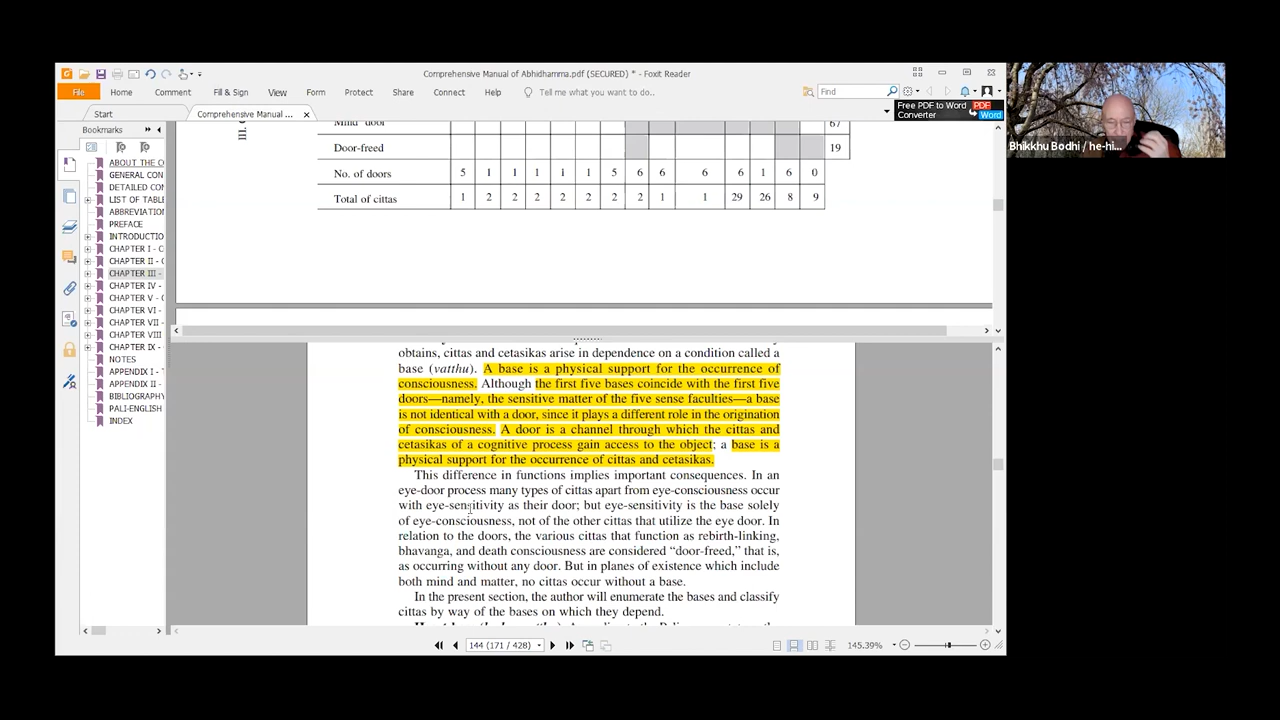 Comprehensive Manual of Abhidhamma.pdf (SECURED) * - Foxit Reader
File Home Comment Fill & Sign View Form Protect Share Connect Help Tell me what you want to do.. Find
Start Comprehensive Manual ... ×
Free PDF to Word Converter
PDF Word
Bookmarks
ABOUT THE C
GENERAL CON
DETAILED CON
LIST OF TABLE
ABBREVIATION
PREFACE
INTRODUCTIO
CHAPTER I - C
CHAPTER II - C
CHAPTER III -
CHAPTER IV -
CHAPTER V - C
CHAPTER VI -
CHAPTER VII -
CHAPTER VIII
CHAPTER IX -
NOTES
APPENDIX I - T
APPENDIX II -
BIBLIOGRAPHY
PALI-ENGLISH
INDEX
Mind door 67
Door-freed 19
No. of doors 5 1 1 1 1 1 5 6 6 6 6 1 6 0
Total of cittas 1 2 2 2 2 2 2 2 1 1 29 26 8 9
obtains, cittas and cetasikas arise in dependence on a condition called a
base (vatthu). A base is a physical support for the occurrence of
consciousness. Although the first five bases coincide with the first five
doors—namely, the sensitive matter of the five sense faculties—a base
is not identical with a door, since it plays a different role in the origination
of consciousness. A door is a channel through which the cittas and
cetasikas of a cognitive process gain access to the object; a base is a
physical support for the occurrence of cittas and cetasikas.
This difference in functions implies important consequences. In an
eye-door process many types of cittas apart from eye-consciousness occur
with eye-sensitivity as their door; but eye-sensitivity is the base solely
of eye-consciousness, not of the other cittas that utilize the eye door. In
relation to the doors, the various cittas that function as rebirth-linking,
bhavanga, and death consciousness are considered “door-freed,” that is,
as occurring without any door. But in planes of existence which include
both mind and matter, no cittas occur without a base.
In the present section, the author will enumerate the bases and classify
cittas by way of the bases on which they depend.
144 (171 / 428)
145.39%
Bhikkhu Bodhi / he-hi...